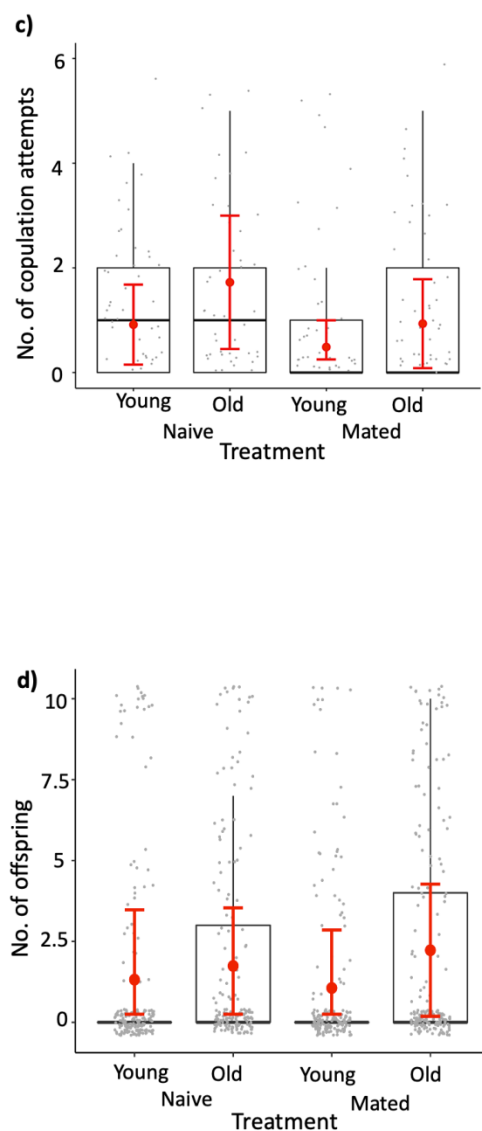 c)
No. of copulation attempts
6
4
2
0
Young Old Young Old
Naive Mated
Treatment
d)
No. of offspring
10
7.5
5
2.5
0
Young Old Young Old
Naive Mated
Treatment